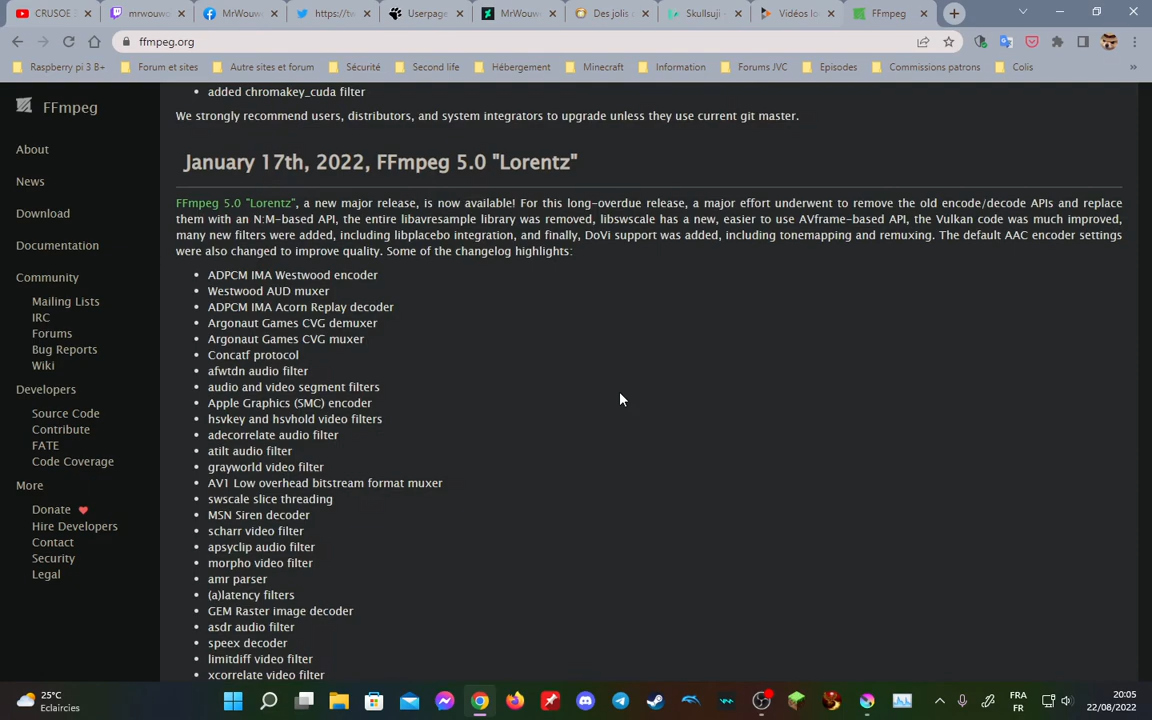 CRUSOE 2
mrwouwo
MrWouw
https://tw
Userpage
MrWouw
Des jolis
Skullsuji
Vidéos lo
FFmpeg
ffmpeg.org
Raspberry pi 3 B+
Forum et sites
Autre sites et forum
Sécurité
Second life
Hébergement
Minecraft
Information
Forums JVC
Episodes
Commissions patrons
Colis
»
FFmpeg
About
News
Download
Documentation
Community
Mailing Lists
IRC
Forums
Bug Reports
Wiki
Developers
Source Code
Contribute
FATE
Code Coverage
More
Donate
Hire Developers
Contact
Security
Legal
• added chromakey_cuda filter
We strongly recommend users, distributors, and system integrators to upgrade unless they use current git master.
January 17th, 2022, FFmpeg 5.0 "Lorentz"
FFmpeg 5.0 "Lorentz", a new major release, is now available! For this long-overdue release, a major effort underwent to remove the old encode/decode APIs and replace
them with an N:M-based API, the entire libavresample library was removed, libswscale has a new, easier to use AVframe-based API, the Vulkan code was much improved,
many new filters were added, including libplacebo integration, and finally, DoVi support was added, including tonemapping and remuxing. The default AAC encoder settings
were also changed to improve quality. Some of the changelog highlights:
• ADPCM IMA Westwood encoder
• Westwood AUD muxer
• ADPCM IMA Acorn Replay decoder
• Argonaut Games CVG demuxer
• Argonaut Games CVG muxer
• Concatf protocol
• afwtdn audio filter
• audio and video segment filters
• Apple Graphics (SMC) encoder
• hsvkey and hsvhold video filters
• adecorrelate audio filter
• atilt audio filter
• grayworld video filter
• AV1 Low overhead bitstream format muxer
• swscale slice threading
• MSN Siren decoder
• scharr video filter
• apsyclip audio filter
• morpho video filter
• amr parser
• (a)latency filters
• GEM Raster image decoder
• asdr audio filter
• speex decoder
• limitdiff video filter
• xcorrelate video filter
25°C
Eclaircies
FRA
FR
20:05
22/08/2022